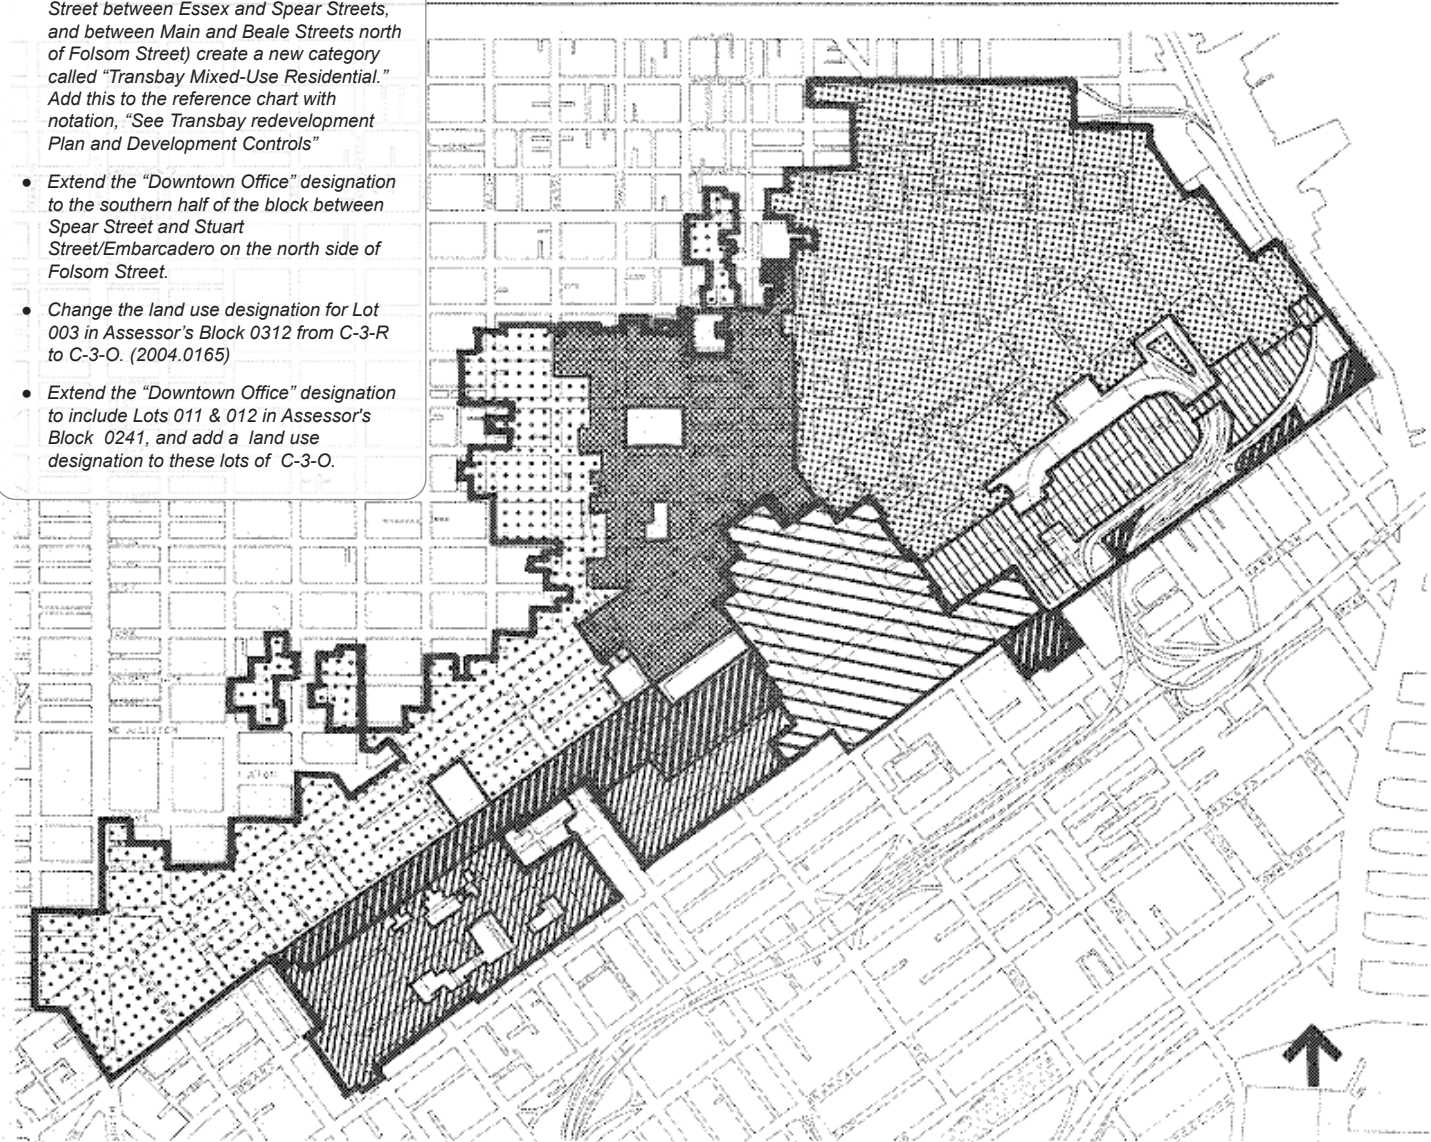 Street between Essex and Spear Streets,
and between Main and Beale Streets north
of Folsom Street) create a new category
called “Transbay Mixed-Use Residential.”
Add this to the reference chart with
notation, “See Transbay redevelopment
Plan and Development Controls”
● Extend the “Downtown Office” designation
to the southern half of the block between
Spear Street and Stuart
Street/Embarcadero on the north side of
Folsom Street.
● Change the land use designation for Lot
003 in Assessor’s Block 0312 from C-3-R
to C-3-O. (2004.0165)
● Extend the “Downtown Office” designation
to include Lots 011 & 012 in Assessor's
Block 0241, and add a land use
designation to these lots of C-3-O.